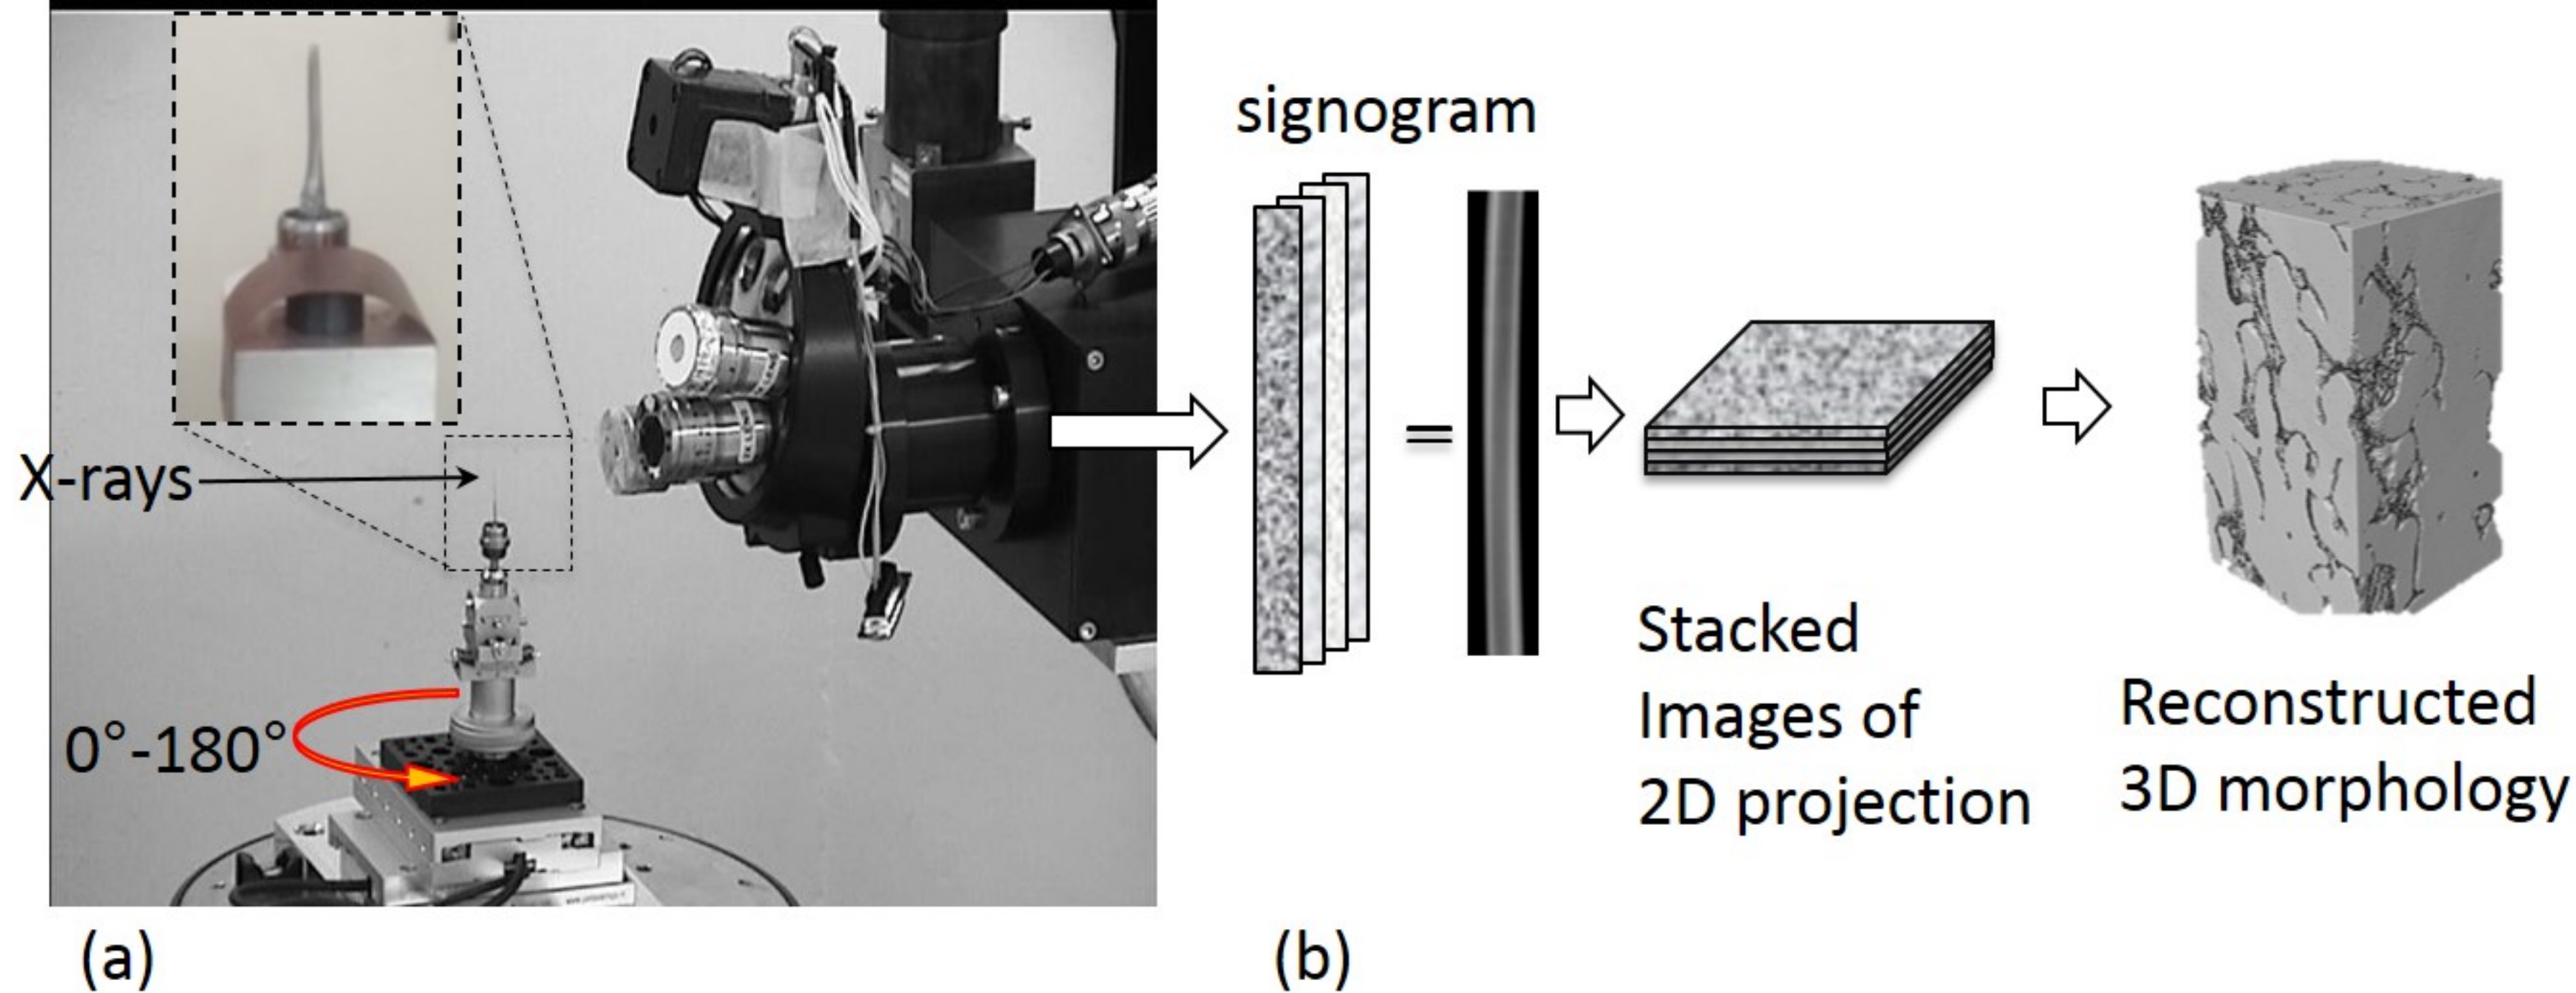 X-rays
0°-180°
(a)
signogram
=
Stacked
Images of
2D projection
Reconstructed
3D morphology
(b)